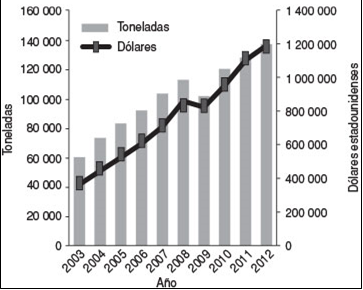 160 000
140 000
120 000
100 000
80 000
60 000
40 000
20 000
0
Toneladas
Toneladas
Dólares
1 400 000
1 200 000
1 000 000
800 000
600 000
400 000
200 000
0
Dólares estadounidenses
2003 2004 2005 2006 2007 2008 2009 2010 2011 2012
Año